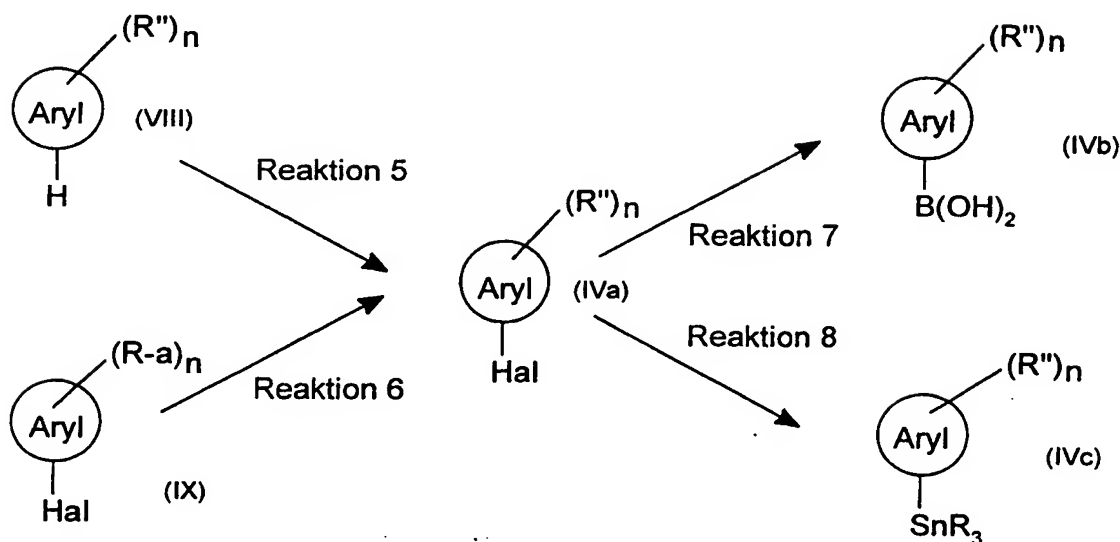 (R")n
Aryl
(VIII)
H
Reaktion 5
(R-a)n
Aryl
(IX)
Hal
Reaktion 6
(R")n
Aryl
(IVa)
Hal
Reaktion 7
(R")n
Aryl
(IVb)
B(OH)2
Reaktion 8
(R")n
Aryl
(IVc)
SnR3